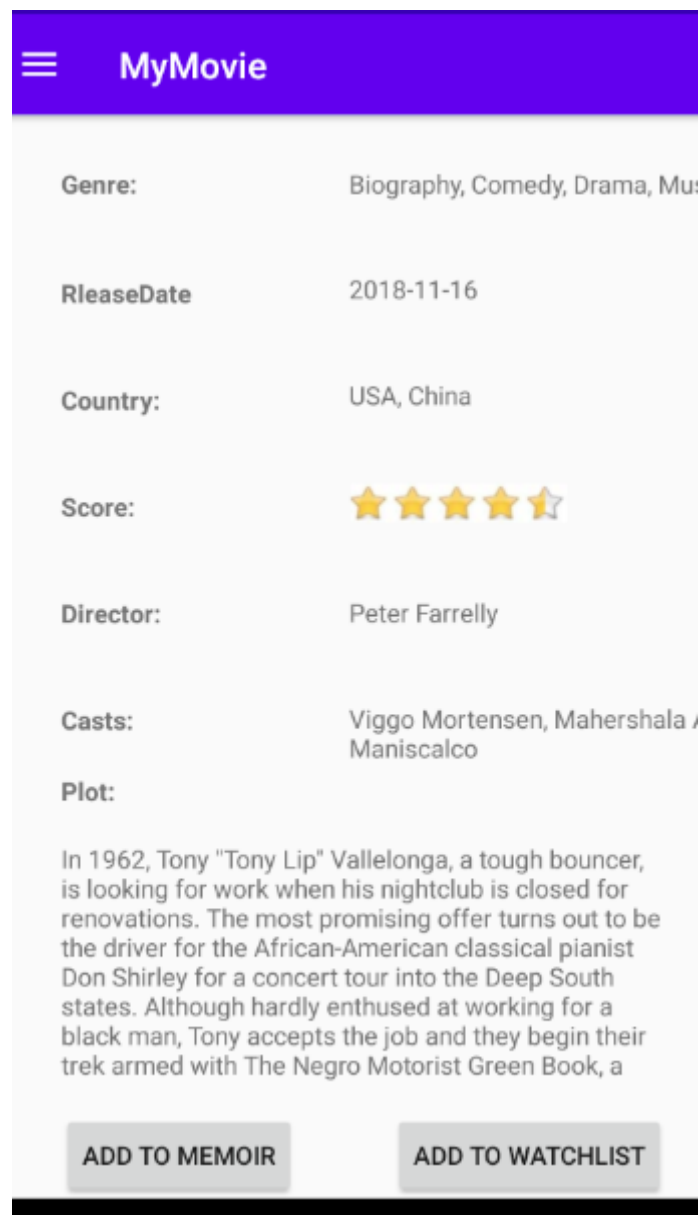 MyMovie
Genre: Biography, Comedy, Drama,
RleaseDate 2018-11-16
Country: USA, China
Score:
Director: Peter Farrelly
Casts: Viggo Mortensen, Mahershala
Maniscalco
Plot:
In 1962, Tony "Tony Lip" Vallelonga, a tough bouncer,
is looking for work when his nightclub is closed for
renovations. The most promising offer turns out to be
the driver for the African-American classical pianist
Don Shirley for a concert tour into the Deep South
states. Although hardly enthused at working for a
black man, Tony accepts the job and they begin their
trek armed with The Negro Motorist Green Book, a
ADD TO MEMOIR ADD TO WATCHLIST